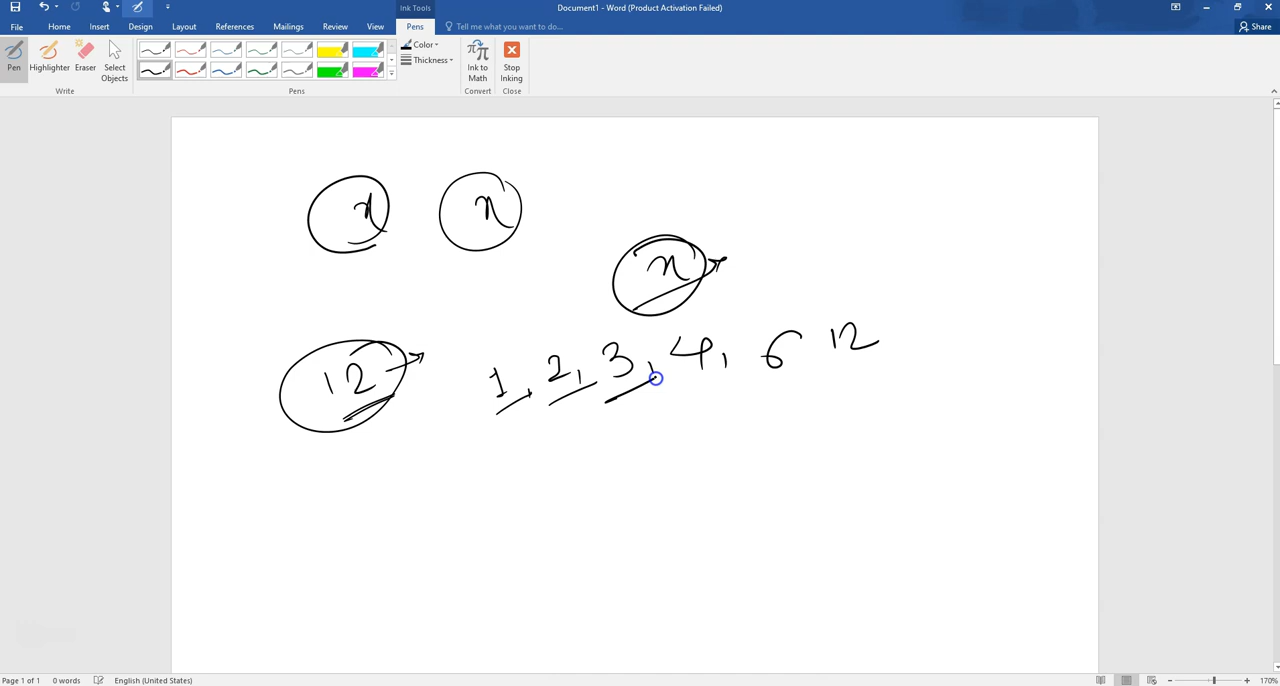 Document1 - Word (Product Activation Failed)
Ink Tools
File Home Insert Design Layout References Mailings Review View Pens Tell me what you want to do... Share
Pen Highlighter Eraser Select Objects
Color
Thickness
Ink to Math
Stop Inking
Write Pens Convert Close
x n
n
12 1, 2, 3, 4, 6 12
Page 1 of 1 0 words English (United States) 170%